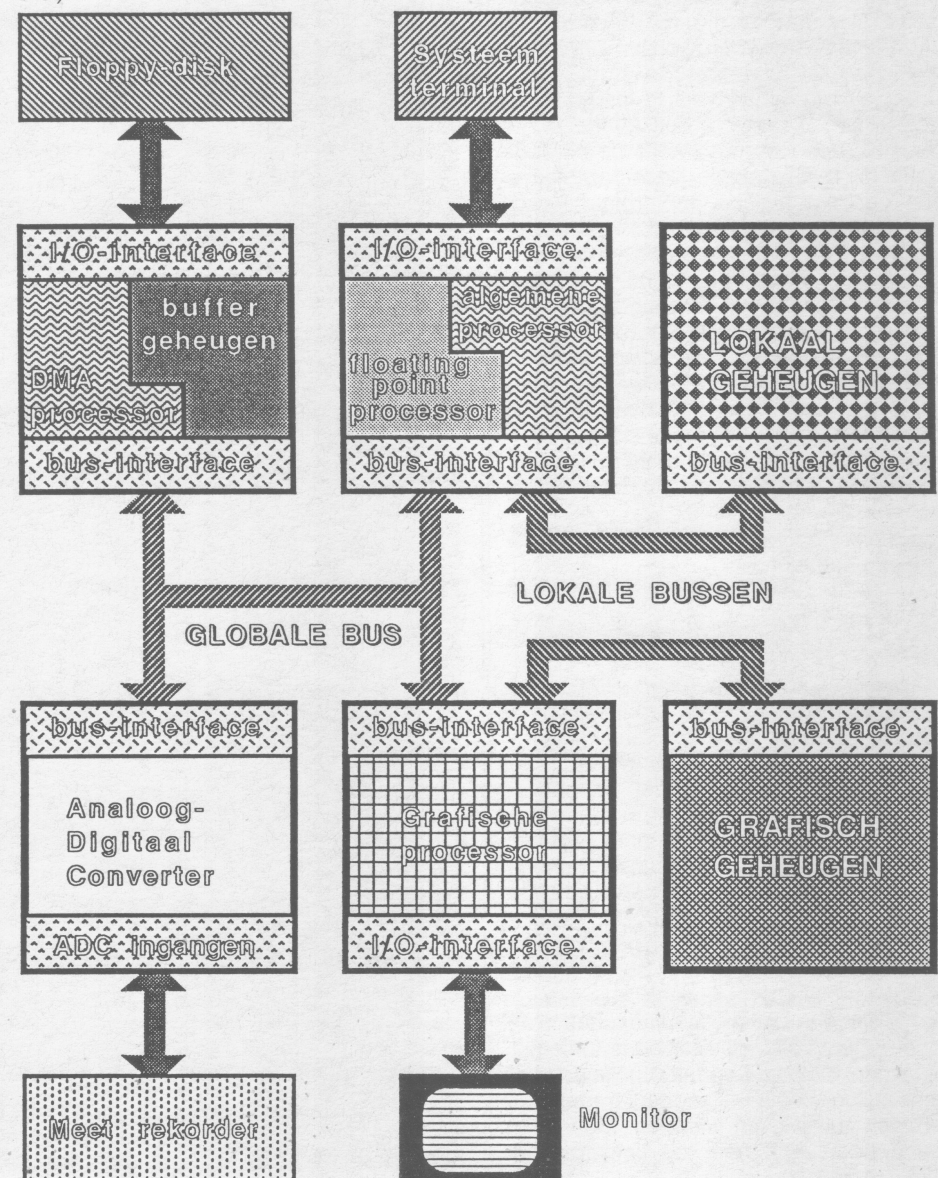 Floppy-disk
Systeem
terminal
I/O-interface
buffer
geheugen
DMA
processor
bus-interface
I/O-interface
algemene
processor
floating
point
processor
bus-interface
LOKAAL
GEHEUGEN
bus-interface
LOKALE BUSSEN
GLOBALE BUS
bus-interface
Analoog-
Digitaal
Converter
ADC ingangen
bus-interface
Grafische
processor
I/O-interface
bus-interface
GRAFISCH
GEHEUGEN
Meet rekorder
Monitor